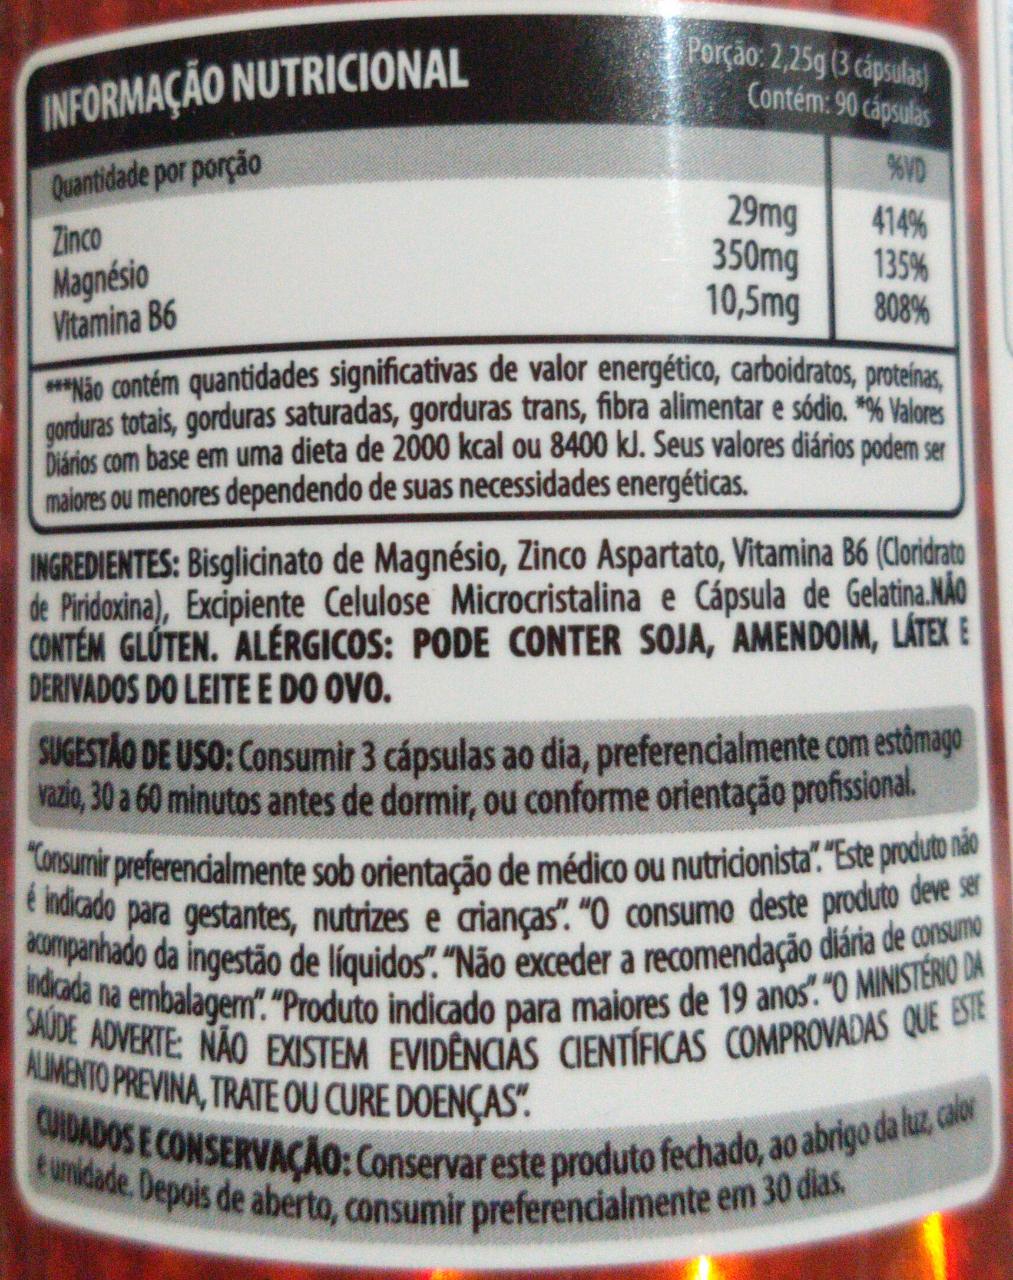 INFORMAÇÃO NUTRICIONAL
Porção: 2,25g (3 cápsulas)
Contém: 90 cápsulas
Quantidade por porção %VD
Zinco 29mg 414%
Magnésio 350mg 135%
Vitamina B6 10,5mg 808%
***Não contém quantidades significativas de valor energético, carboidratos, proteínas,
gorduras totais, gorduras saturadas, gorduras trans, fibra alimentar e sódio. *% Valores
Diários com base em uma dieta de 2000 kcal ou 8400 kJ. Seus valores diários podem ser
maiores ou menores dependendo de suas necessidades energéticas.
INGREDIENTES: Bisglicinato de Magnésio, Zinco Aspartato, Vitamina B6 (Cloridrato
de Piridoxina), Excipiente Celulose Microcristalina e Cápsula de Gelatina.NÃO
CONTÉM GLÚTEN. ALÉRGICOS: PODE CONTER SOJA, AMENDOIM, LÁTEX E
DERIVADOS DO LEITE E DO OVO.
SUGESTÃO DE USO: Consumir 3 cápsulas ao dia, preferencialmente com estômago
vazio, 30 a 60 minutos antes de dormir, ou conforme orientação profissional.
"Consumir preferencialmente sob orientação de médico ou nutricionista". "Este produto não
é indicado para gestantes, nutrizes e crianças". "O consumo deste produto deve ser
acompanhado da ingestão de líquidos". "Não exceder a recomendação diária de consumo
indicada na embalagem". "Produto indicado para maiores de 19 anos". "O MINISTÉRIO DA
SAÚDE ADVERTE: NÃO EXISTEM EVIDÊNCIAS CIENTÍFICAS COMPROVADAS QUE ESTE
ALIMENTO PREVINA, TRATE OU CURE DOENÇAS".
CUIDADOS E CONSERVAÇÃO: Conservar este produto fechado, ao abrigo da luz, calor
e umidade. Depois de aberto, consumir preferencialmente em 30 dias.